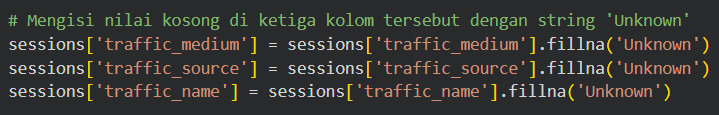 # Mengisi nilai kosong di ketiga kolom tersebut dengan string 'Unknown'
sessions['traffic_medium'] = sessions['traffic_medium'].fillna('Unknown')
sessions['traffic_source'] = sessions['traffic_source'].fillna('Unknown')
sessions['traffic_name'] = sessions['traffic_name'].fillna('Unknown')